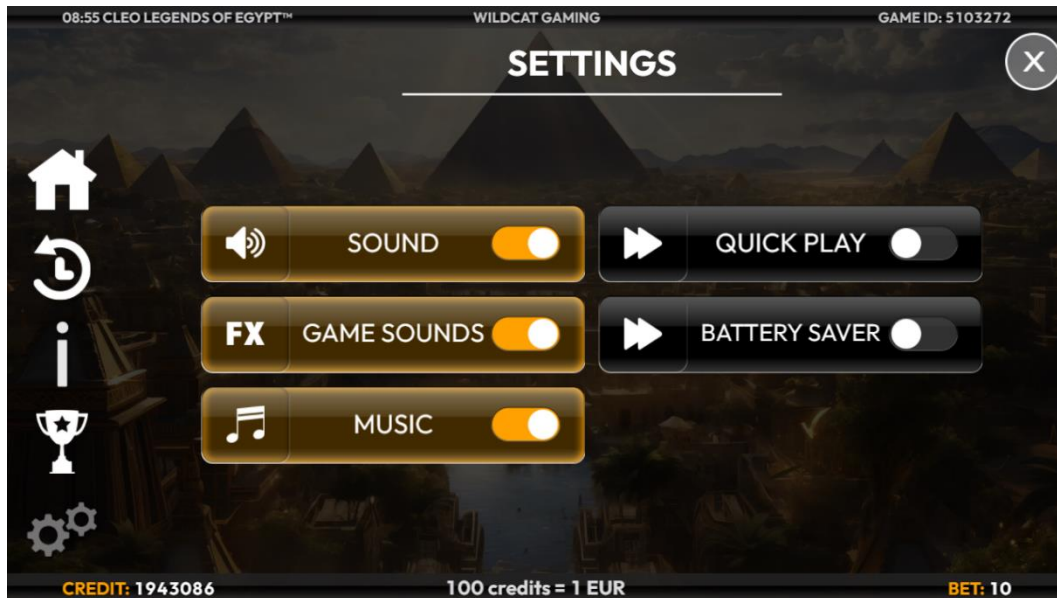 08:55 CLEO LEGENDS OF EGYPT™ WILDCAT GAMING GAME ID: 5103272
SETTINGS
X
SOUND
QUICK PLAY
FX GAME SOUNDS
BATTERY SAVER
MUSIC
CREDIT: 1943086 100 credits = 1 EUR BET: 10